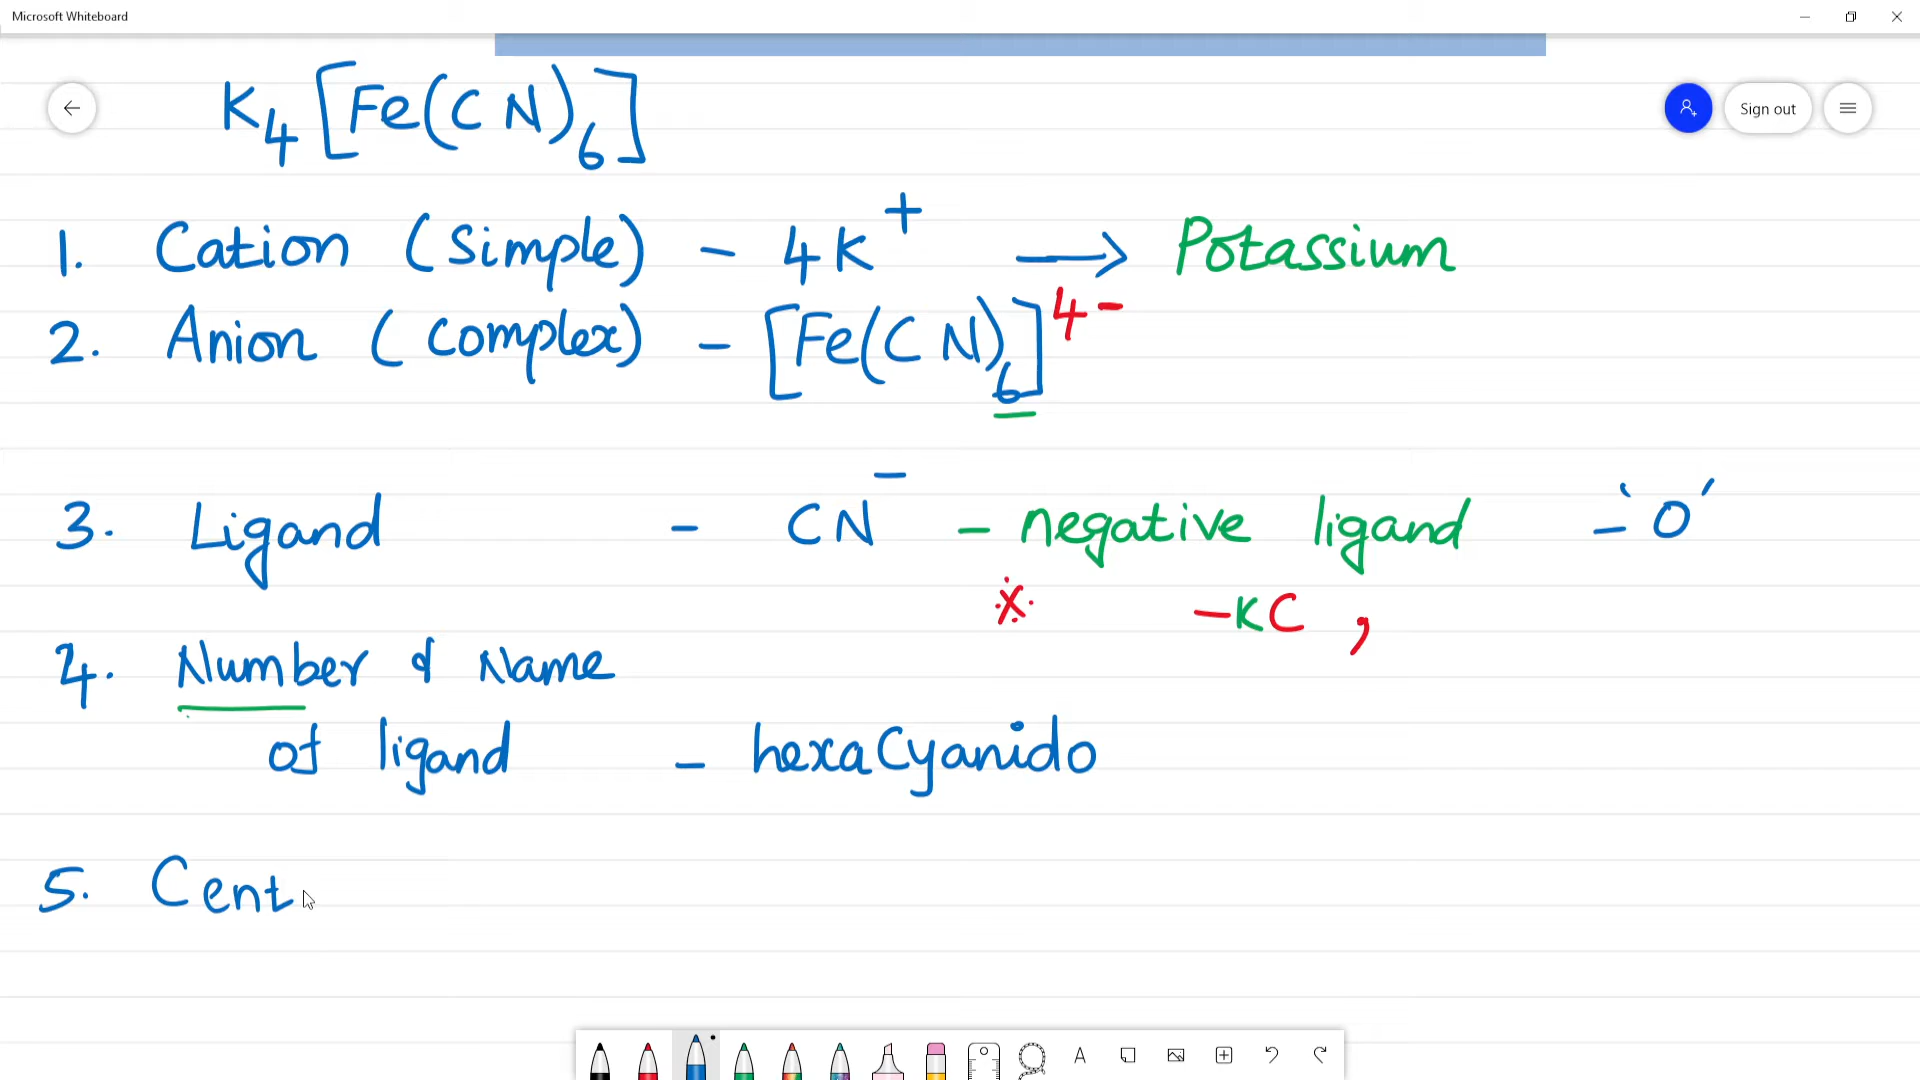 Microsoft Whiteboard
Sign out
K4[Fe(CN)6]
1. Cation (Simple) - 4K+ → Potassium
2. Anion (Complex) - [Fe(CN)6]4-
3. Ligand - CN- - negative ligand - 'O'
-KC ,
4. Number & Name
of ligand - hexaCyanido
5. Cent
A